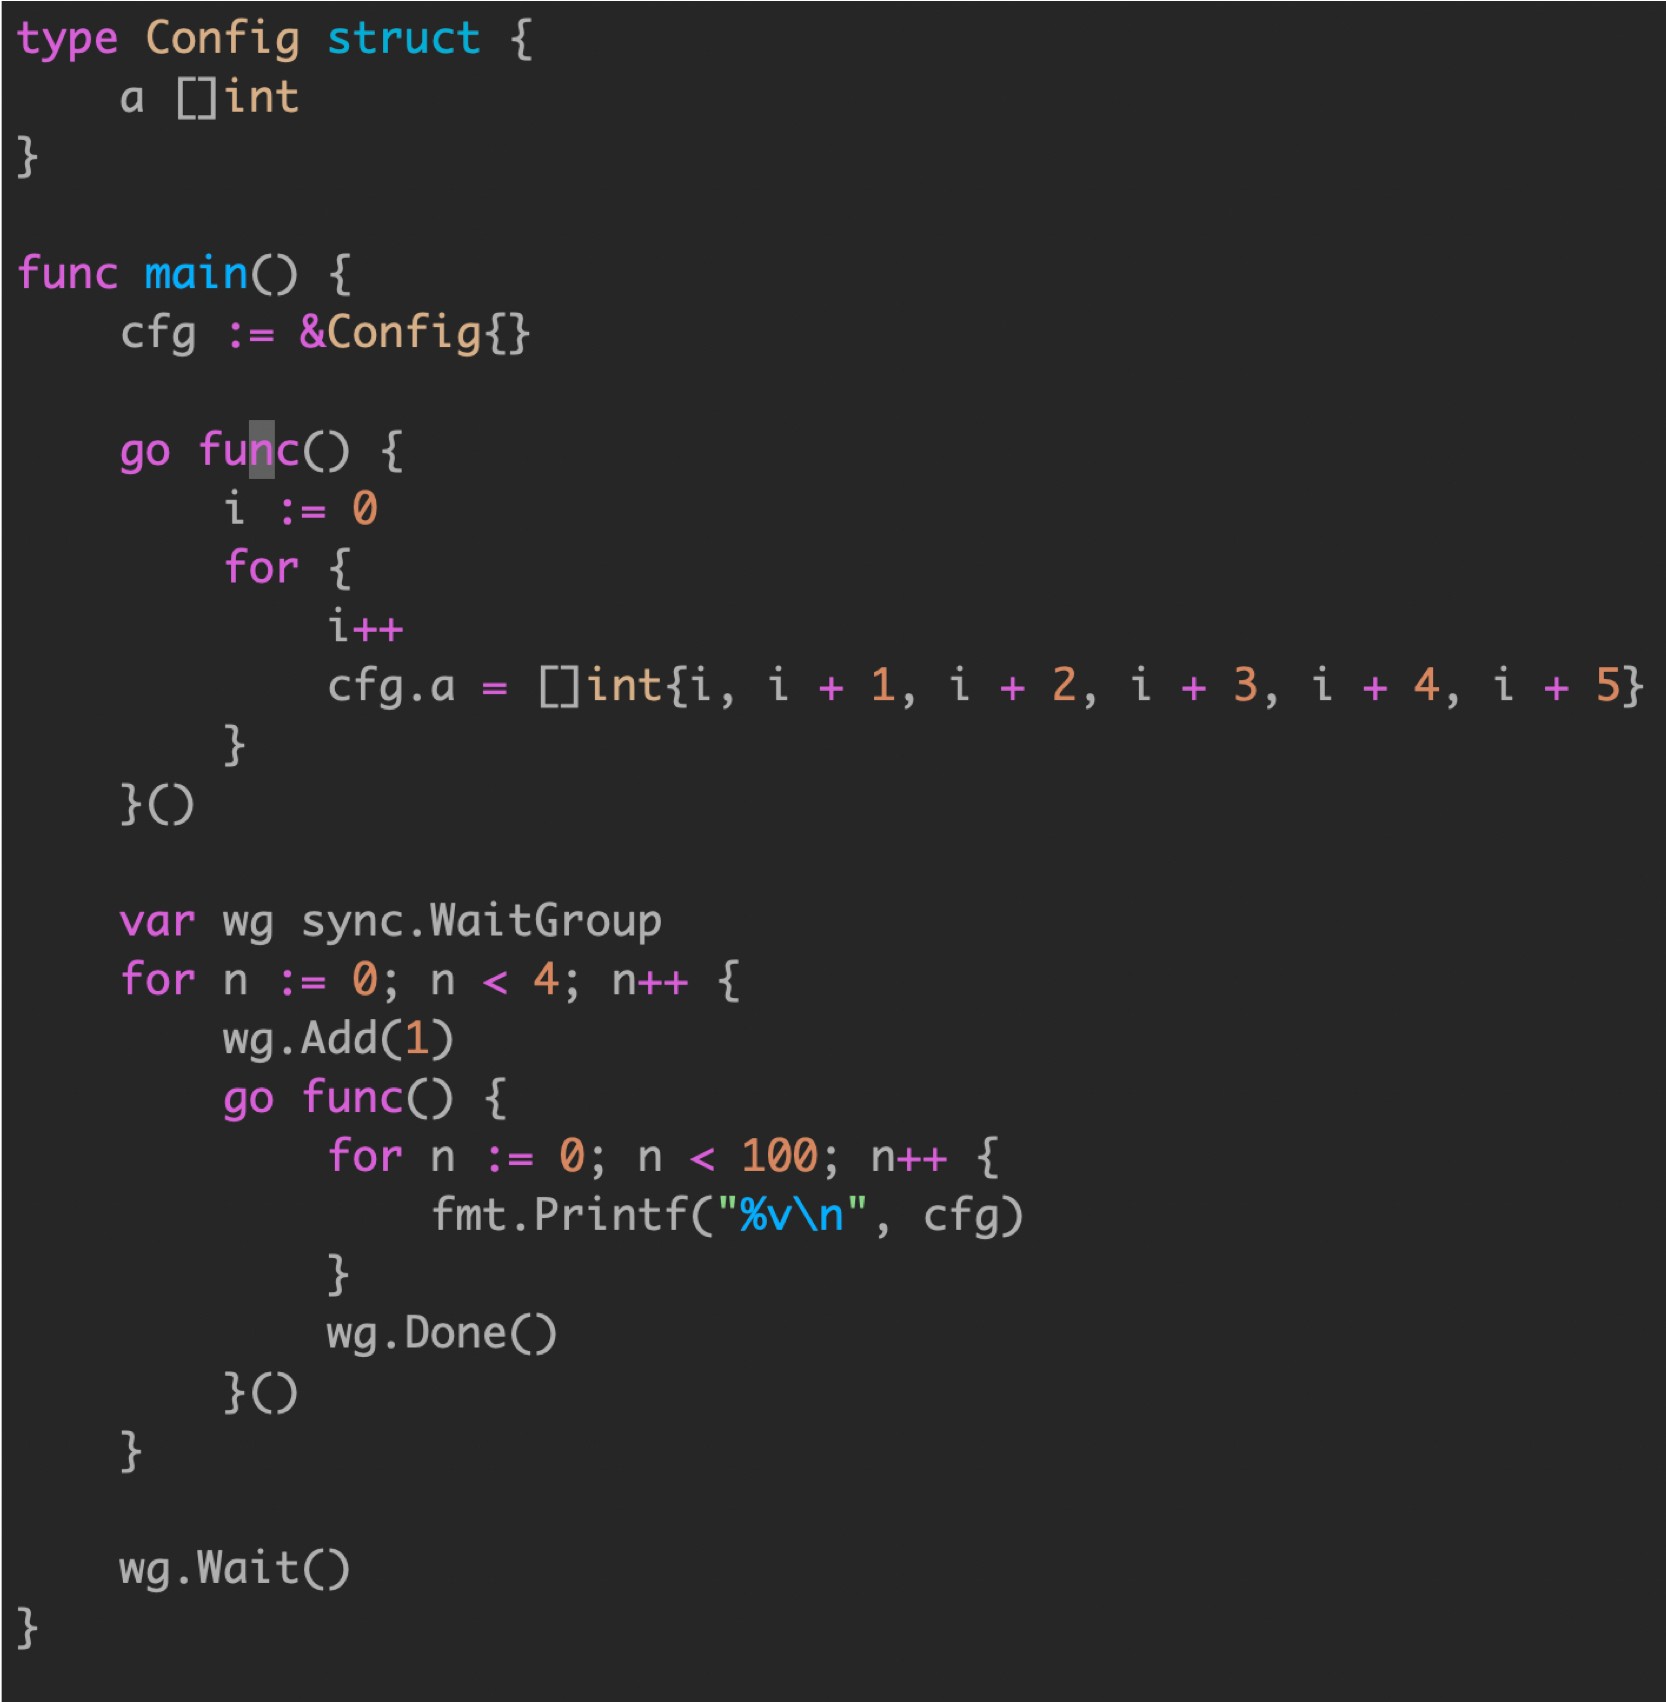 type Config struct {
    a []int
}

func main() {
    cfg := &Config{}

    go func() {
        i := 0
        for {
            i++
            cfg.a = []int{i, i + 1, i + 2, i + 3, i + 4, i + 5}
        }
    }()

    var wg sync.WaitGroup
    for n := 0; n < 4; n++ {
        wg.Add(1)
        go func() {
            for n := 0; n < 100; n++ {
                fmt.Printf("%v\n", cfg)
            }
            wg.Done()
        }()
    }

    wg.Wait()
}